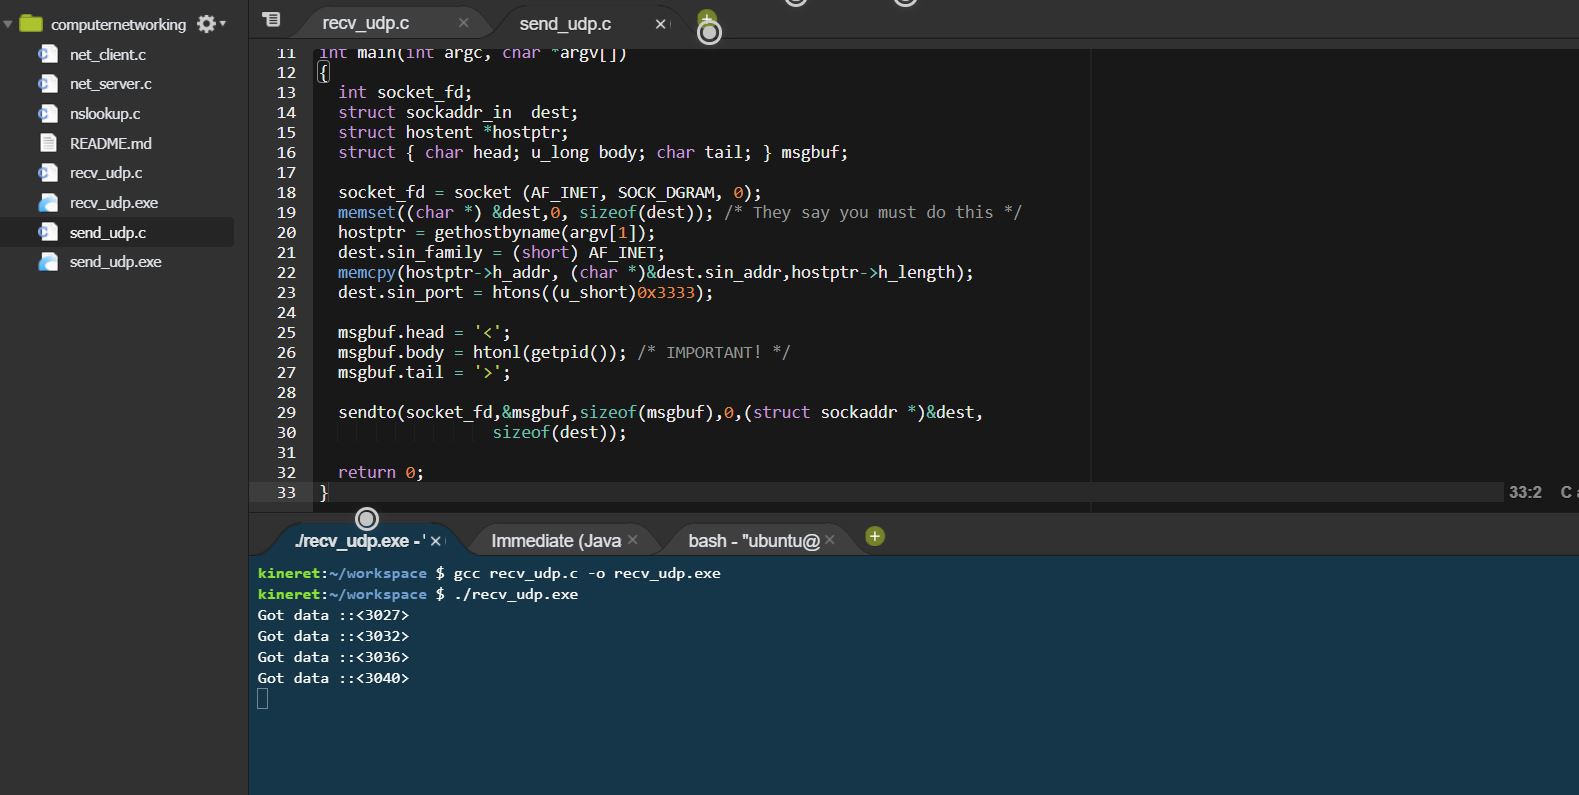 computernetworking
net_client.c
net_server.c
nslookup.c
README.md
recv_udp.c
recv_udp.exe
send_udp.c
send_udp.exe
recv_udp.c × send_udp.c ×
11 int main(int argc, char *argv[])
12 {
13 int socket_fd;
14 struct sockaddr_in  dest;
15 struct hostent *hostptr;
16 struct { char head; u_long body; char tail; } msgbuf;
17
18 socket_fd = socket (AF_INET, SOCK_DGRAM, 0);
19 memset((char *) &dest,0, sizeof(dest)); /* They say you must do this */
20 hostptr = gethostbyname(argv[1]);
21 dest.sin_family = (short) AF_INET;
22 memcpy(hostptr->h_addr, (char *)&dest.sin_addr,hostptr->h_length);
23 dest.sin_port = htons((u_short)0x3333);
24
25 msgbuf.head = '<';
26 msgbuf.body = htonl(getpid()); /* IMPORTANT! */
27 msgbuf.tail = '>';
28
29 sendto(socket_fd,&msgbuf,sizeof(msgbuf),0,(struct sockaddr *)&dest,
30 sizeof(dest));
31
32 return 0;
33 }
33:2 C
./recv_udp.exe - ' × Immediate (Java × bash - "ubuntu@ ×
kineret:~/workspace $ gcc recv_udp.c -o recv_udp.exe
kineret:~/workspace $ ./recv_udp.exe
Got data ::<3027>
Got data ::<3032>
Got data ::<3036>
Got data ::<3040>